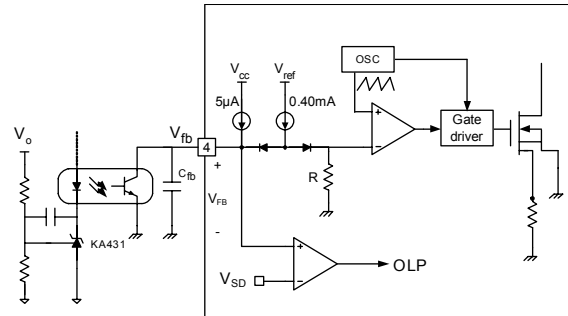 OSC
Vcc
Vref
5µA
0.40mA
Vo
Vfb
4
Gate
driver
+
-
Cfb
+
VFB
-
R
KA431
+
-
VSD
OLP